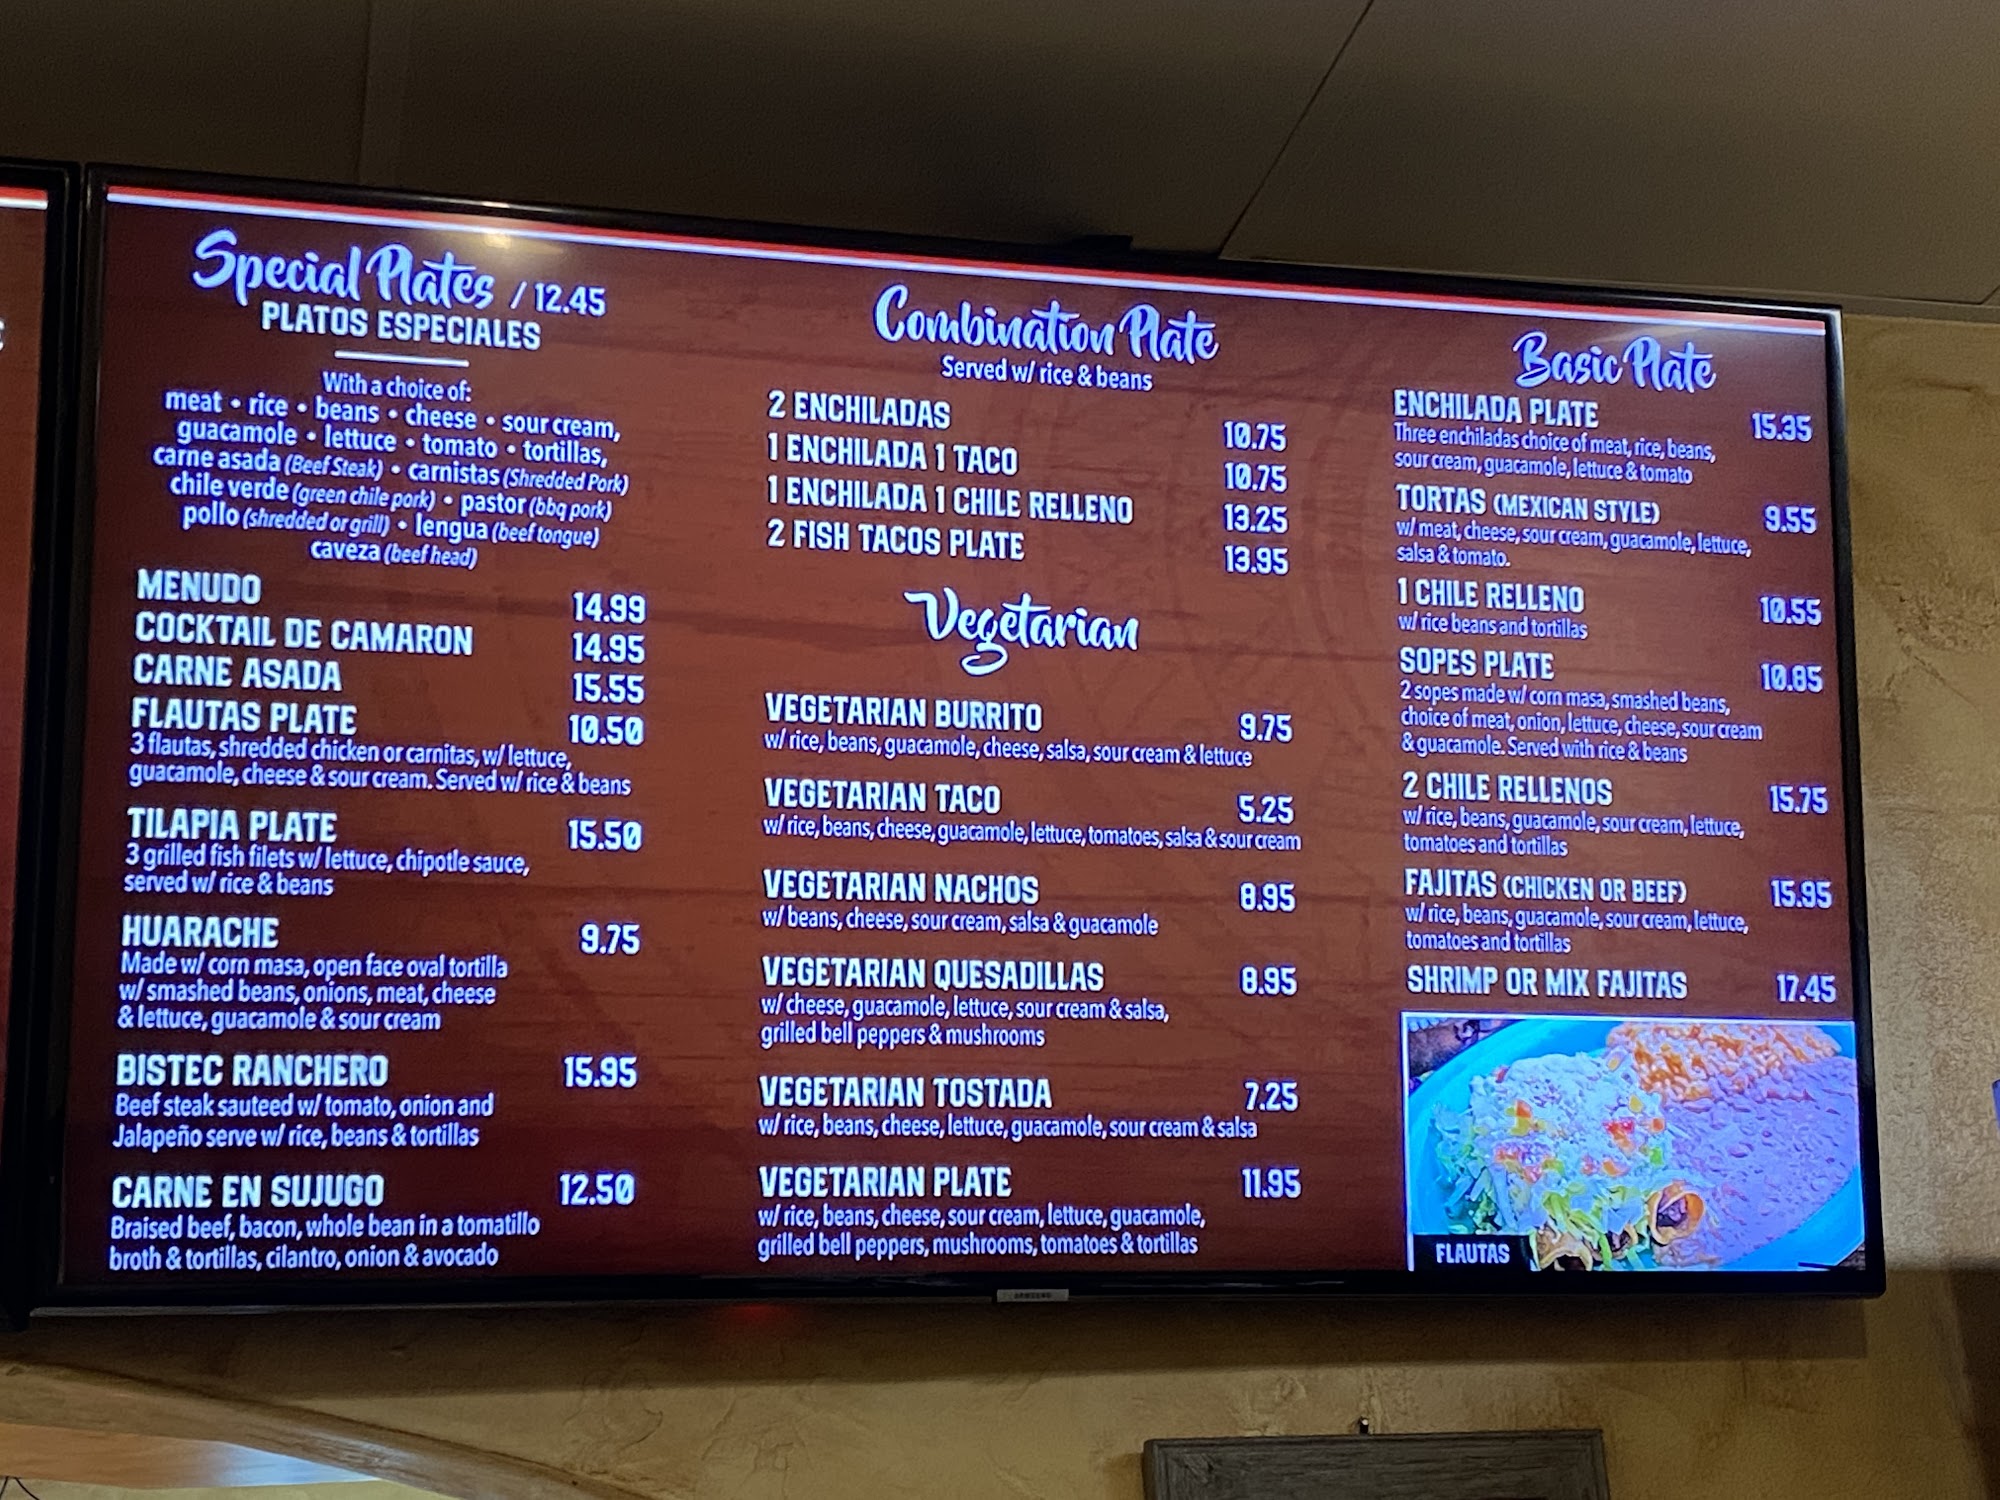 Special Plates / 12.45
PLATOS ESPECIALES
With a choice of:
meat • rice • beans • cheese • sour cream,
guacamole • lettuce • tomato • tortillas,
carne asada (Beef Steak) • carnistas (Shredded Pork)
chile verde (green chile pork) • pastor (bbq pork)
pollo (shredded or grill) • lengua (beef tongue)
caveza (beef head)
MENUDO 14.99
COCKTAIL DE CAMARON 14.95
CARNE ASADA 15.55
FLAUTAS PLATE 10.50
3 flautas, shredded chicken or carnitas, w/ lettuce,
guacamole, cheese & sour cream. Served w/ rice & beans
TILAPIA PLATE 15.50
3 grilled fish filets w/ lettuce, chipotle sauce,
served w/ rice & beans
HUARACHE 9.75
Made w/ corn masa, open face oval tortilla
w/ smashed beans, onions, meat, cheese
& lettuce, guacamole & sour cream
BISTEC RANCHERO 15.95
Beef steak sauteed w/ tomato, onion and
Jalapeño serve w/ rice, beans & tortillas
CARNE EN SUJUGO 12.50
Braised beef, bacon, whole bean in a tomatillo
broth & tortillas, cilantro, onion & avocado
Combination Plate
Served w/ rice & beans
2 ENCHILADAS 10.75
1 ENCHILADA 1 TACO 10.75
1 ENCHILADA 1 CHILE RELLENO 13.25
2 FISH TACOS PLATE 13.95
Vegetarian
VEGETARIAN BURRITO 9.75
w/ rice, beans, guacamole, cheese, salsa, sour cream & lettuce
VEGETARIAN TACO 5.25
w/ rice, beans, cheese, guacamole, lettuce, tomatoes, salsa & sour cream
VEGETARIAN NACHOS 8.95
w/ beans, cheese, sour cream, salsa & guacamole
VEGETARIAN QUESADILLAS 8.95
w/ cheese, guacamole, lettuce, sour cream & salsa,
grilled bell peppers & mushrooms
VEGETARIAN TOSTADA 7.25
w/ rice, beans, cheese, lettuce, guacamole, sour cream & salsa
VEGETARIAN PLATE 11.95
w/ rice, beans, cheese, sour cream, lettuce, guacamole,
grilled bell peppers, mushrooms, tomatoes & tortillas
Basic Plate
ENCHILADA PLATE 15.35
Three enchiladas choice of meat, rice, beans,
sour cream, guacamole, lettuce & tomato
TORTAS (MEXICAN STYLE) 9.55
w/ meat, cheese, sour cream, guacamole, lettuce,
salsa & tomato.
1 CHILE RELLENO 10.55
w/ rice beans and tortillas
SOPES PLATE 10.85
2 sopes made w/ corn masa, smashed beans,
choice of meat, onion, lettuce, cheese, sour cream
& guacamole. Served with rice & beans
2 CHILE RELLENOS 15.75
w/ rice, beans, guacamole, sour cream, lettuce,
tomatoes and tortillas
FAJITAS (CHICKEN OR BEEF) 15.95
w/ rice, beans, guacamole, sour cream, lettuce,
tomatoes and tortillas
SHRIMP OR MIX FAJITAS 17.45
FLAUTAS
SAMSUNG